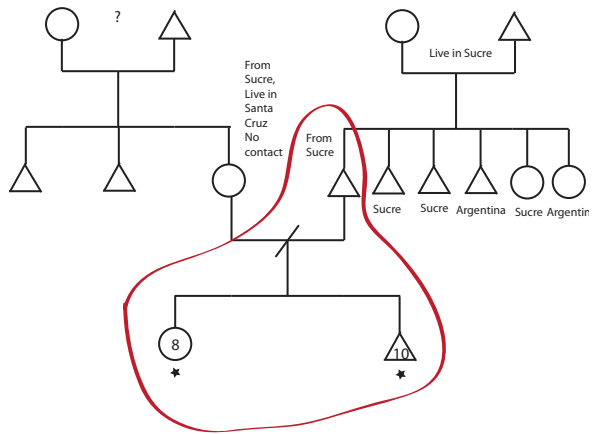 ?
Live in Sucre
From
Sucre,
Live in
Santa
Cruz
No
contact
From
Sucre
Sucre
Sucre
Argentina
Sucre
Argentin
8
10